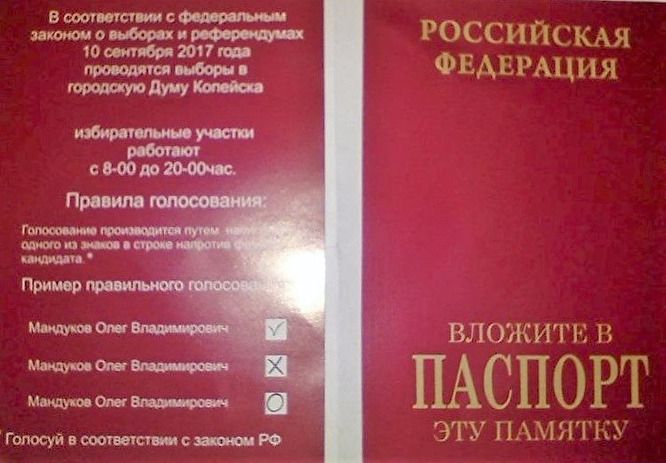 В соответствии с федеральным
законом о выборах и референдумах
10 сентября 2017 года
проводятся выборы в
городскую Думу Копейска
избирательные участки
работают
с 8-00 до 20-00час.
Правила голосования:
Голосование производится путем
одного из знаков в строке напротив
кандидата.*
Пример правильного
Мандуков Олег Владимирович
Мандуков Олег Владимирович
Мандуков Олег Владимирович
*Голосуй в соответствии с законом РФ
РОССИЙСКАЯ
ФЕДЕРАЦИЯ
ВЛОЖИТЕ В
ПАСПОРТ
ЭТУ ПАМЯТКУ